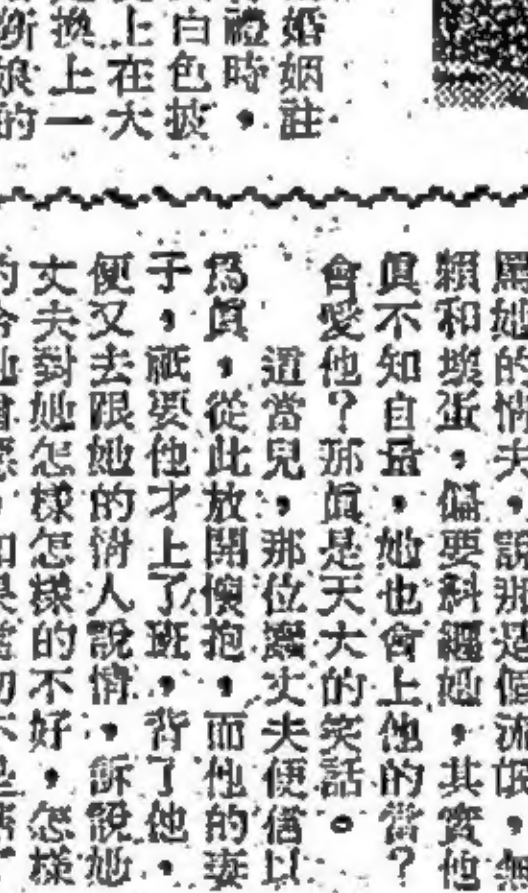 婚姻註
禮時，
白色披
上在大
換上一
新娘的
罵她的情夫，說那是個流氓，無
賴和壞蛋，偏要糾纏她，其實他
眞不知自量，她也會上他的當？
會愛他？那眞是天大的笑話。
這當兒，那位蠢丈夫便信以
爲眞，從此放開懷抱，而他的妻
子，祇要他才上了班，背了他，
便又去跟她的情人說情，訴說她
丈夫對她怎樣怎樣的不好，怎樣